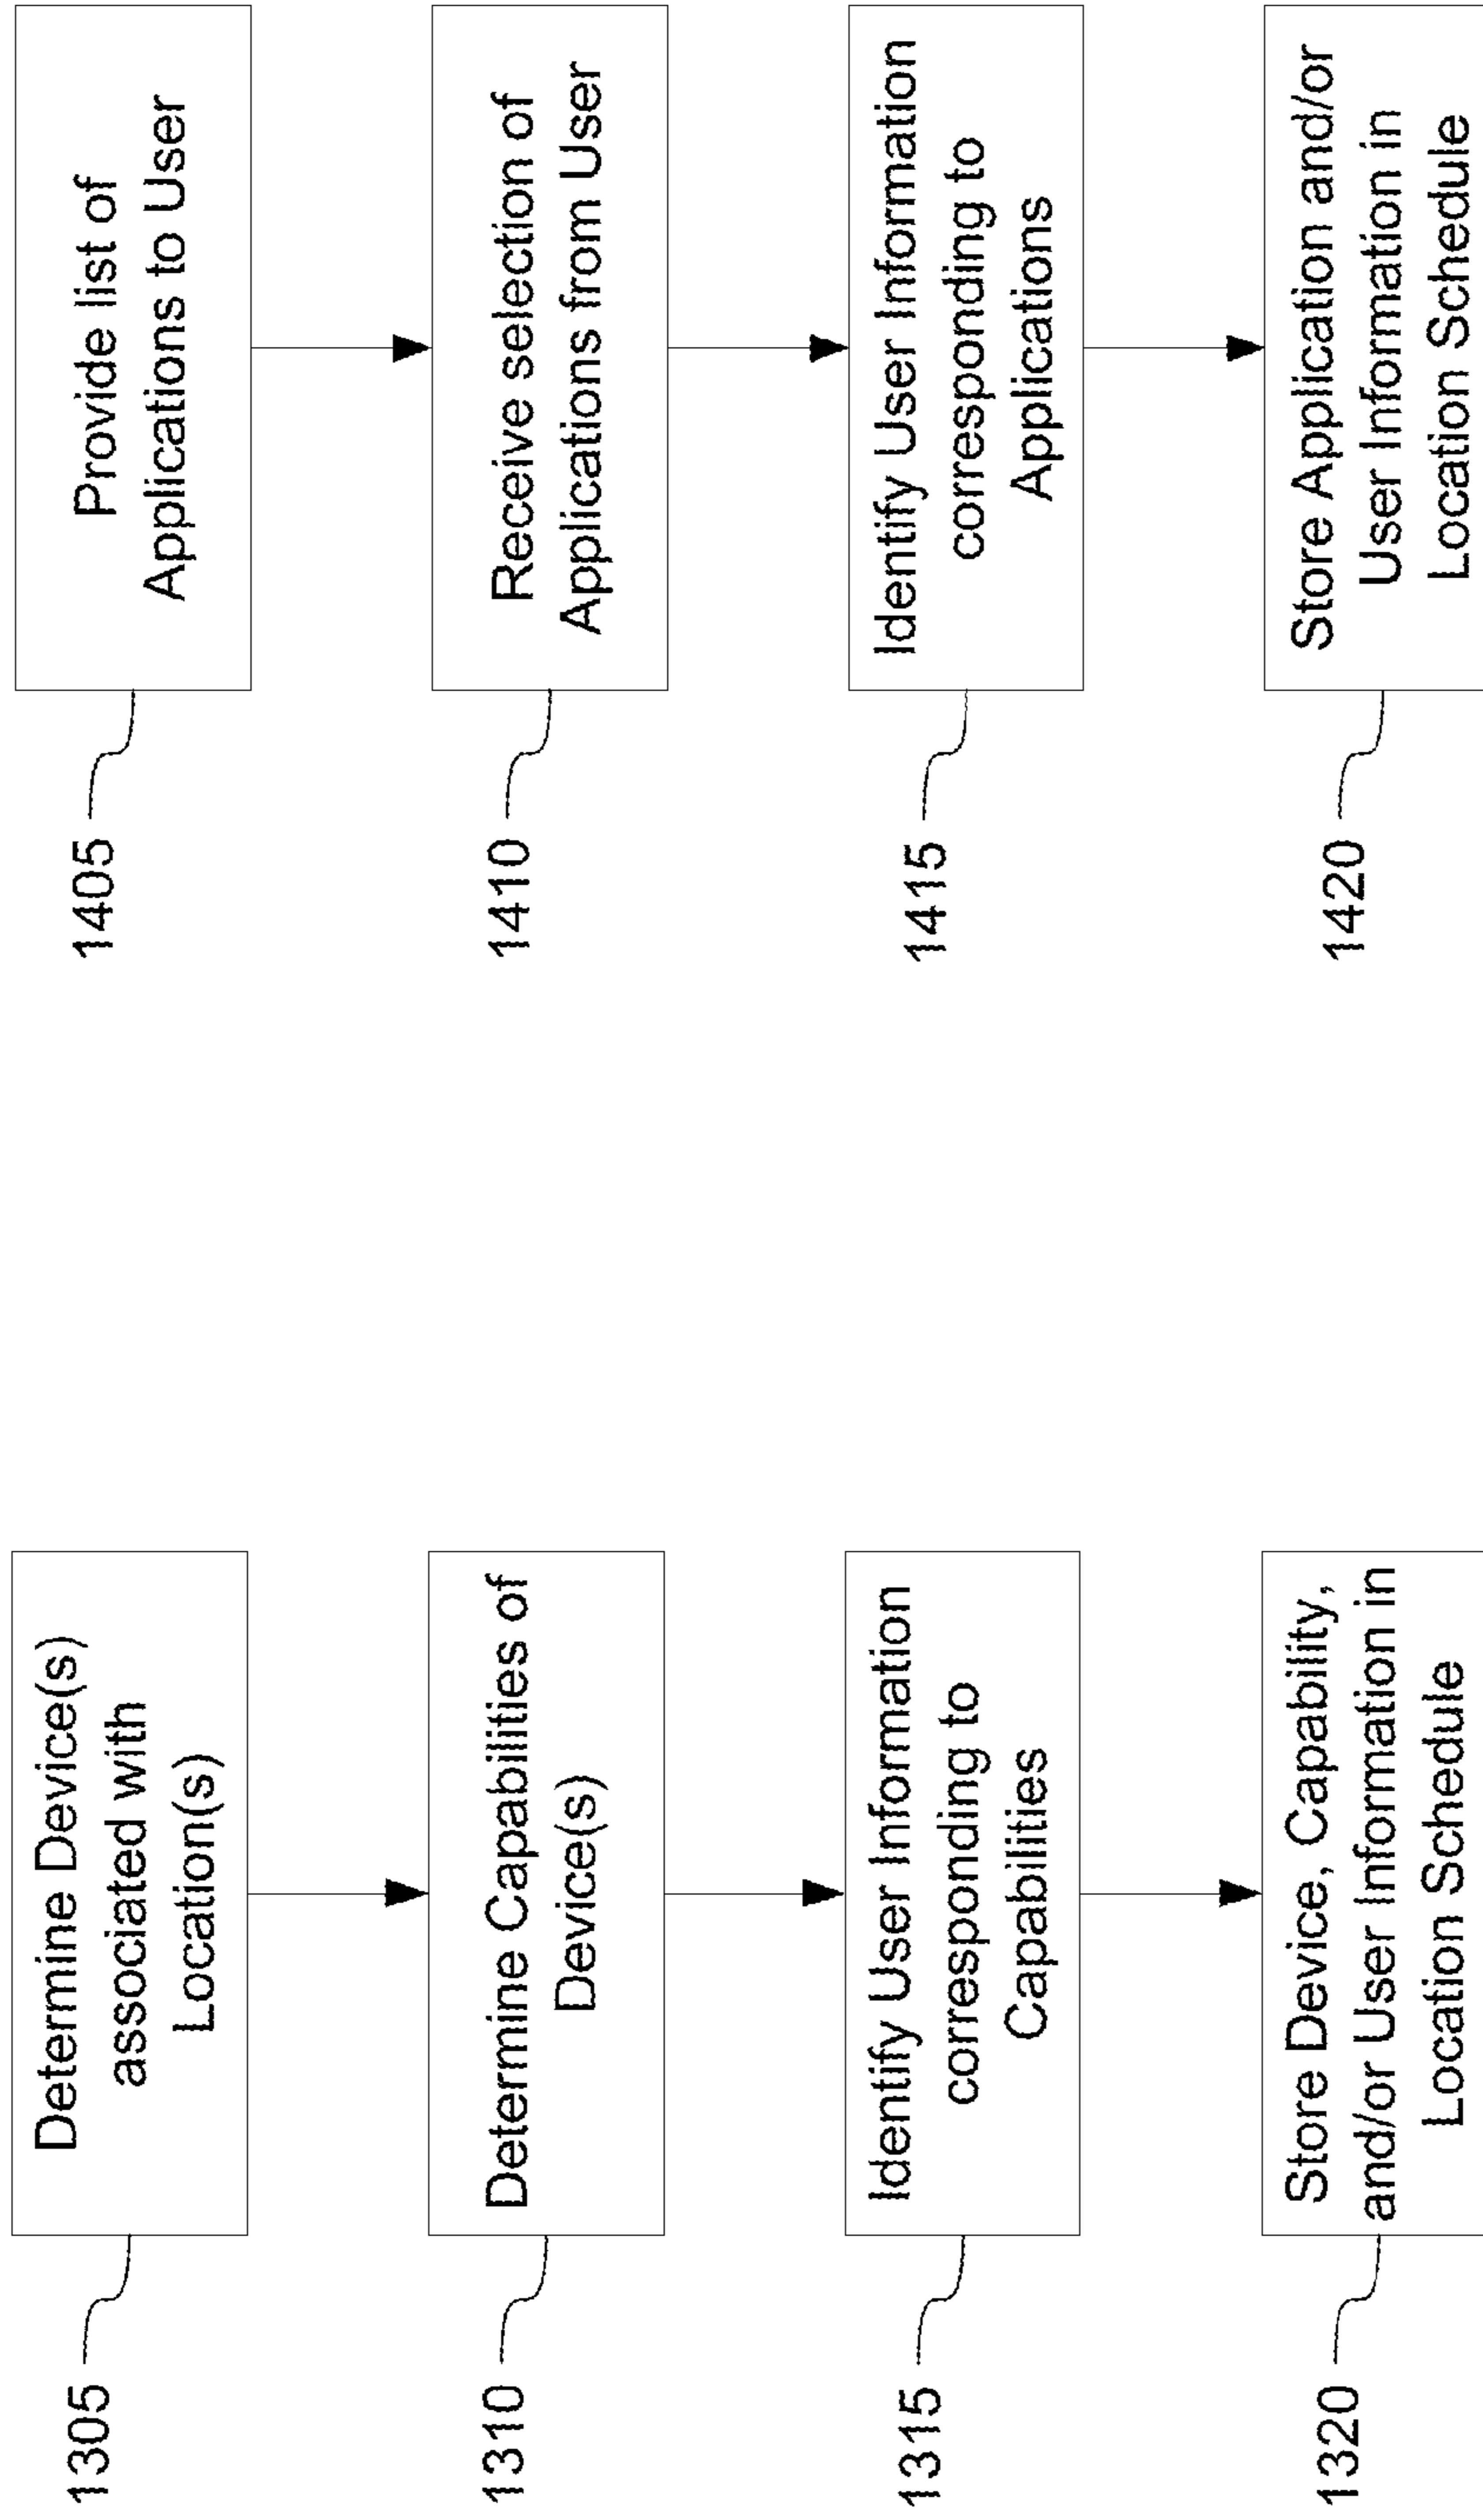 1305
Determine Device(s)
associated with
Location(s)
1310
Determine Capabilities of
Device(s)
1315
Identify User Information
corresponding to
Capabilities
1320
Store Device, Capability,
and/or User Information in
Location Schedule
1405
Provide list of
Applications to User
1410
Receive selection of
Applications from User
1415
Identify User Information
corresponding to
Applications
1420
Store Application and/or
User Information in
Location Schedule